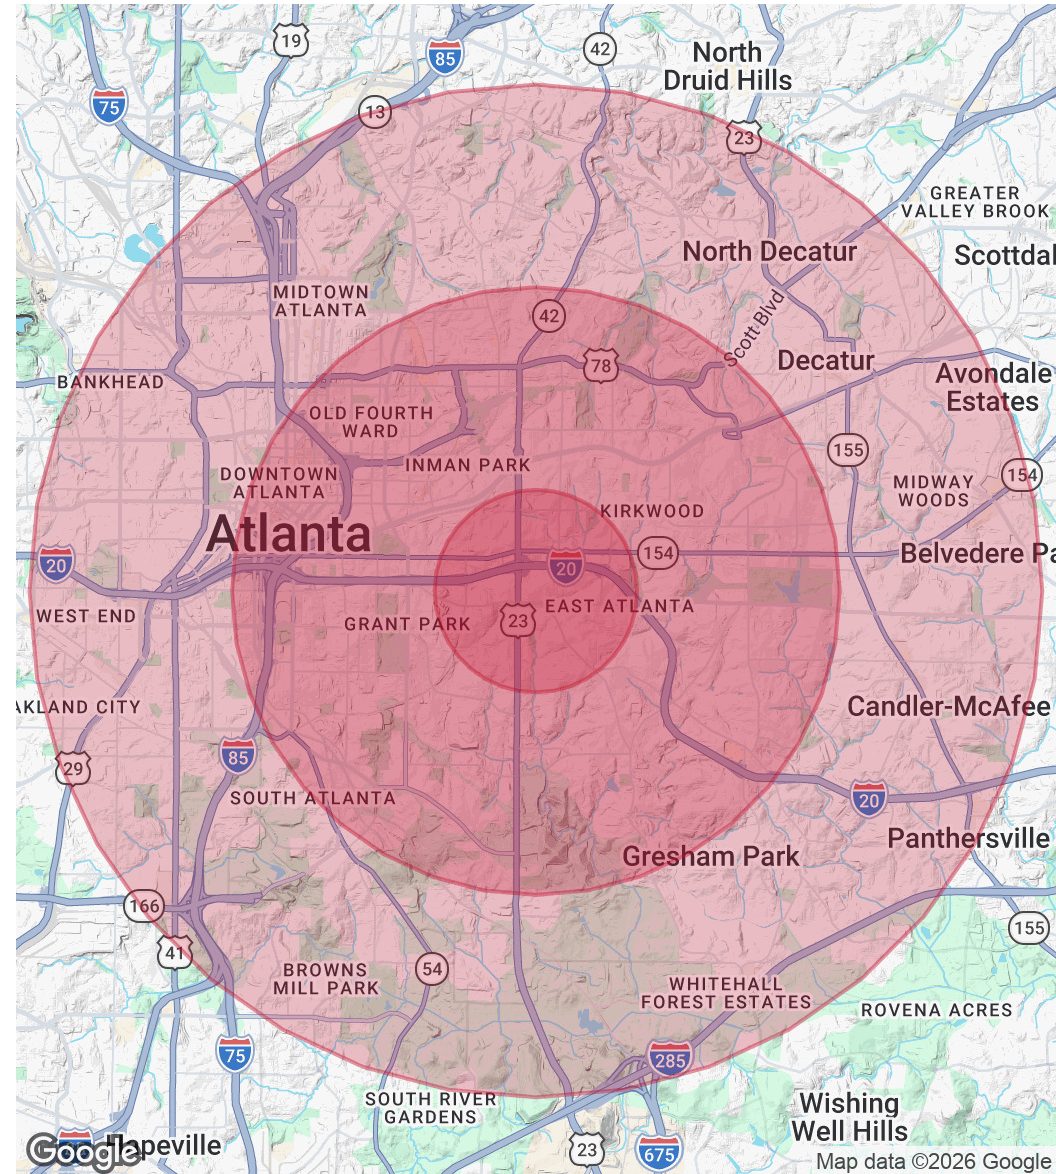 19
85
42
North
Druid Hills
75
13
23
GREATER
VALLEY BROOK
North Decatur
Scottdal
MIDTOWN
ATLANTA
42
Scott Blvd
78
Decatur
BANKHEAD
Avondale
Estates
OLD FOURTH
WARD
155
INMAN PARK
DOWNTOWN
ATLANTA
154
MIDWAY
WOODS
KIRKWOOD
Atlanta
154
Belvedere Pa
20
20
EAST ATLANTA
WEST END
GRANT PARK
23
AKLAND CITY
Candler-McAfee
85
29
SOUTH ATLANTA
20
Panthersville
Gresham Park
166
155
41
BROWNS
MILL PARK
54
WHITEHALL
FOREST ESTATES
ROVENA ACRES
75
285
SOUTH RIVER
GARDENS
Wishing
Well Hills
Hapeville
23
675
Google
Map data ©2026 Google